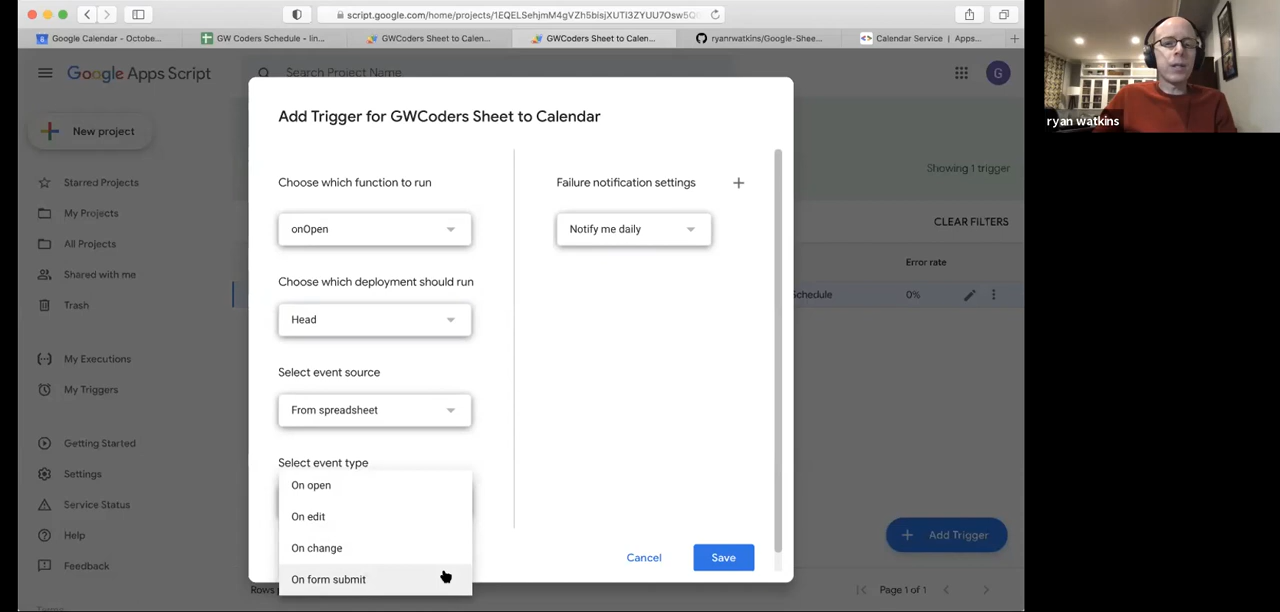 script.google.com/home/projects/1EQELSehjmM4gVZh5bisjXUTI3ZYUU7Osw5Q
Google Calendar - Octobe...
GW Coders Schedule - lin...
GWCoders Sheet to Calen...
GWCoders Sheet to Calen...
ryanrwatkins/Google-Shee...
Calendar Service | Apps...
Google Apps Script
Search Project Name
G
ryan watkins
New project
Starred Projects
My Projects
All Projects
Shared with me
Trash
My Executions
My Triggers
Getting Started
Settings
Service Status
Help
Feedback
Add Trigger for GWCoders Sheet to Calendar
Choose which function to run
onOpen
Choose which deployment should run
Head
Select event source
From spreadsheet
Select event type
On open
On edit
On change
On form submit
Failure notification settings
Notify me daily
Cancel
Save
Showing 1 trigger
CLEAR FILTERS
Error rate
Schedule
0%
Add Trigger
Rows
Page 1 of 1